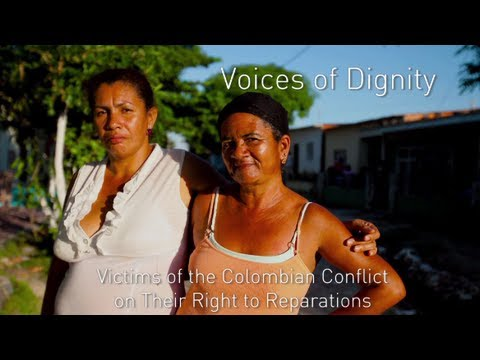 Voices of Dignity
Victims of the Colombian Conflict
on Their Right to Reparations